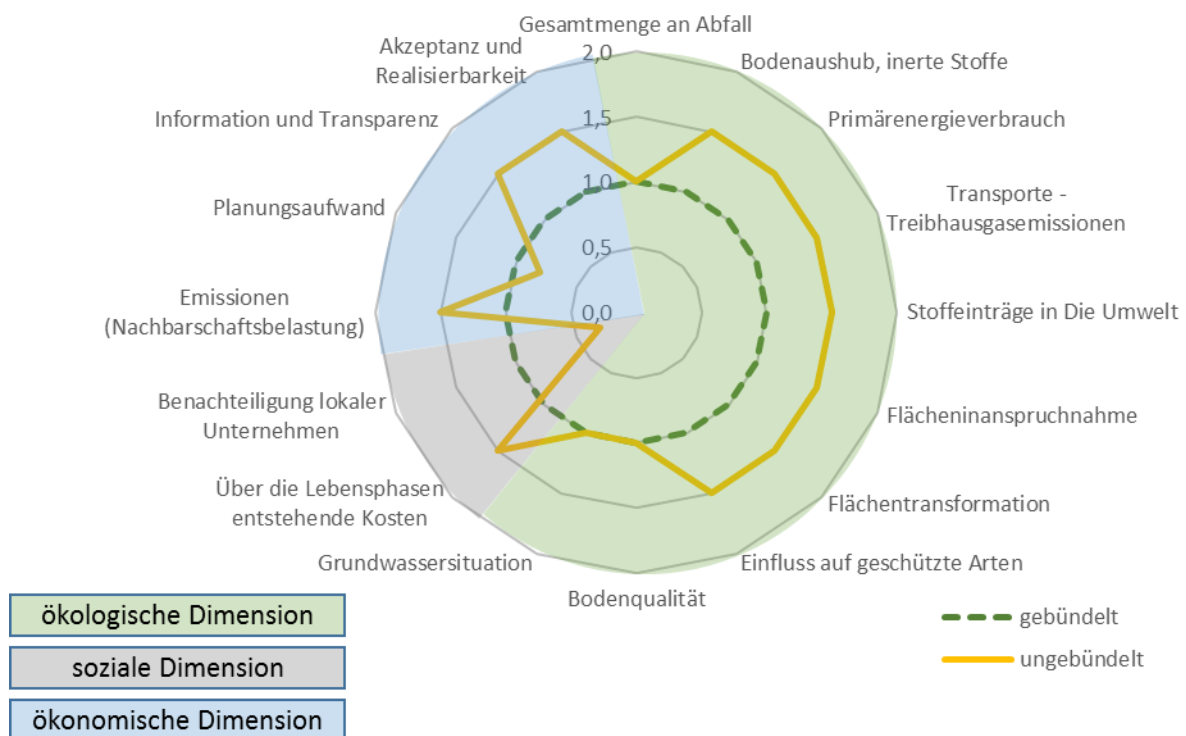 Gesamtmenge an Abfall
Akzeptanz und
Realisierbarkeit
2,0
Bodenaushub, inerte Stoffe
Information und Transparenz
1,5
Primärenergieverbrauch
Planungsaufwand
1,0
Transporte -
Treibhausgasemissionen
0,5
Emissionen
(Nachbarschaftsbelastung)
0,0
Stoffeinträge in Die Umwelt
Benachteiligung lokaler
Unternehmen
Flächeninanspruchnahme
Über die Lebensphasen
entstehende Kosten
Flächentransformation
Grundwassersituation
Einfluss auf geschützte Arten
Bodenqualität
ökologische Dimension
soziale Dimension
ökonomische Dimension
gebündelt
ungebündelt